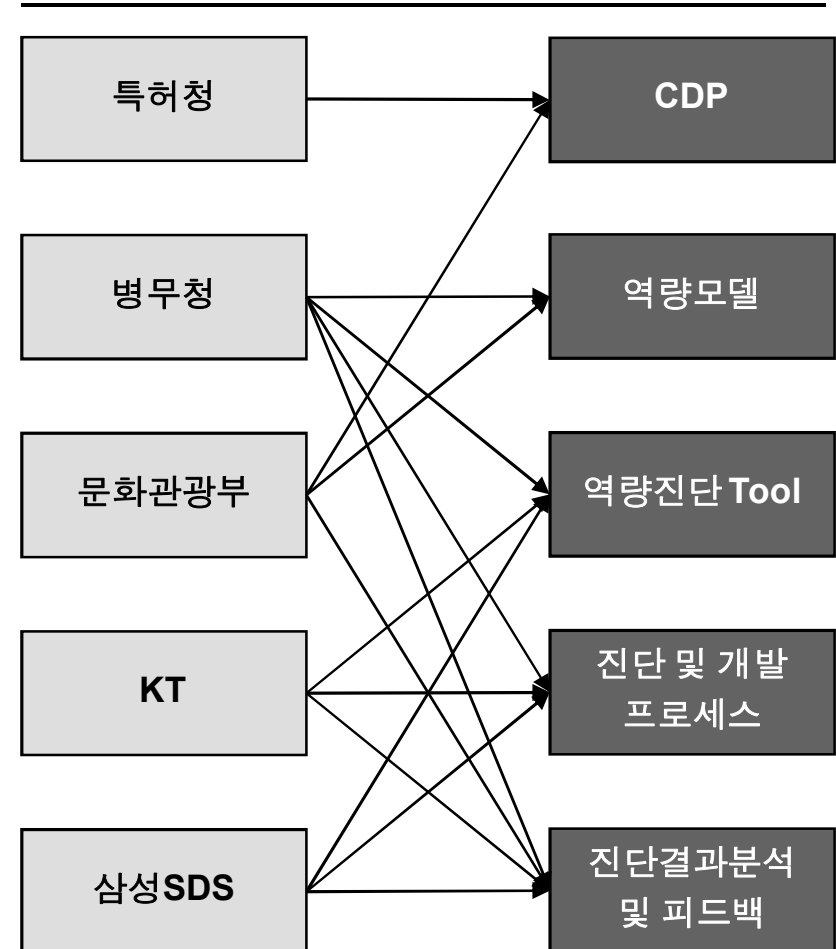 특허청
CDP
병무청
역량모델
문화관광부
역량진단 Tool
KT
진단 및 개발
프로세스
삼성SDS
진단결과분석
및 피드백